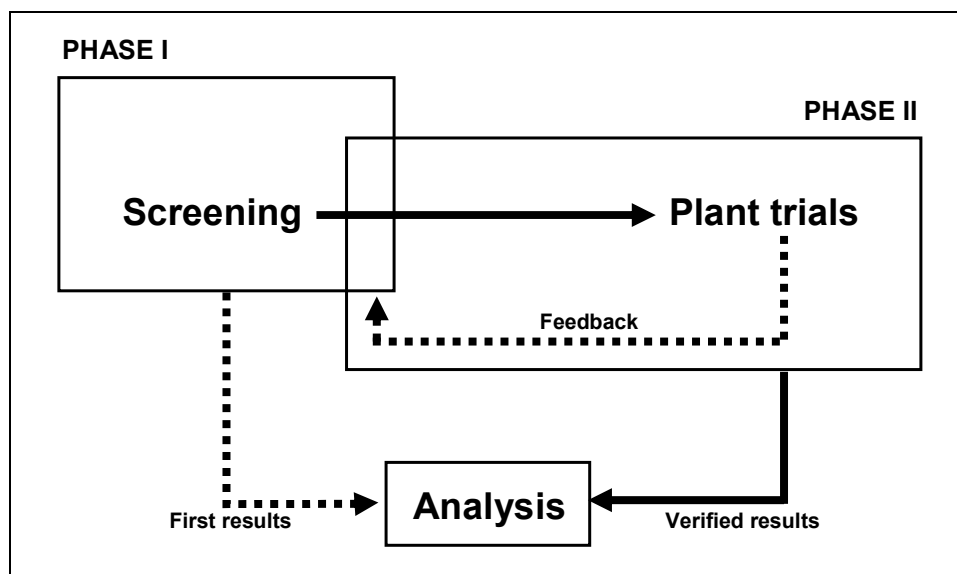 PHASE I
PHASE II
Screening
Plant trials
Feedback
Analysis
First results
Verified results